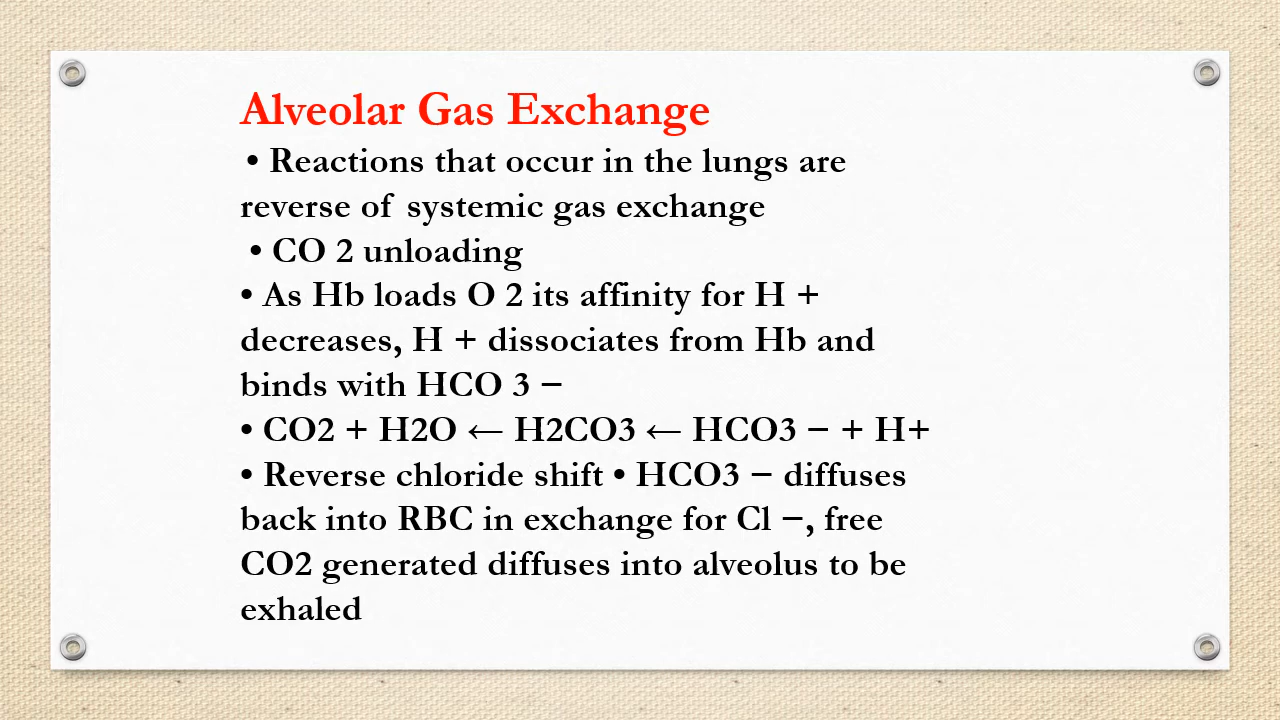 Alveolar Gas Exchange
• Reactions that occur in the lungs are
reverse of systemic gas exchange
• CO 2 unloading
• As Hb loads O 2 its affinity for H +
decreases, H + dissociates from Hb and
binds with HCO 3 −
• CO2 + H2O ← H2CO3 ← HCO3 − + H+
• Reverse chloride shift • HCO3 − diffuses
back into RBC in exchange for Cl −, free
CO2 generated diffuses into alveolus to be
exhaled